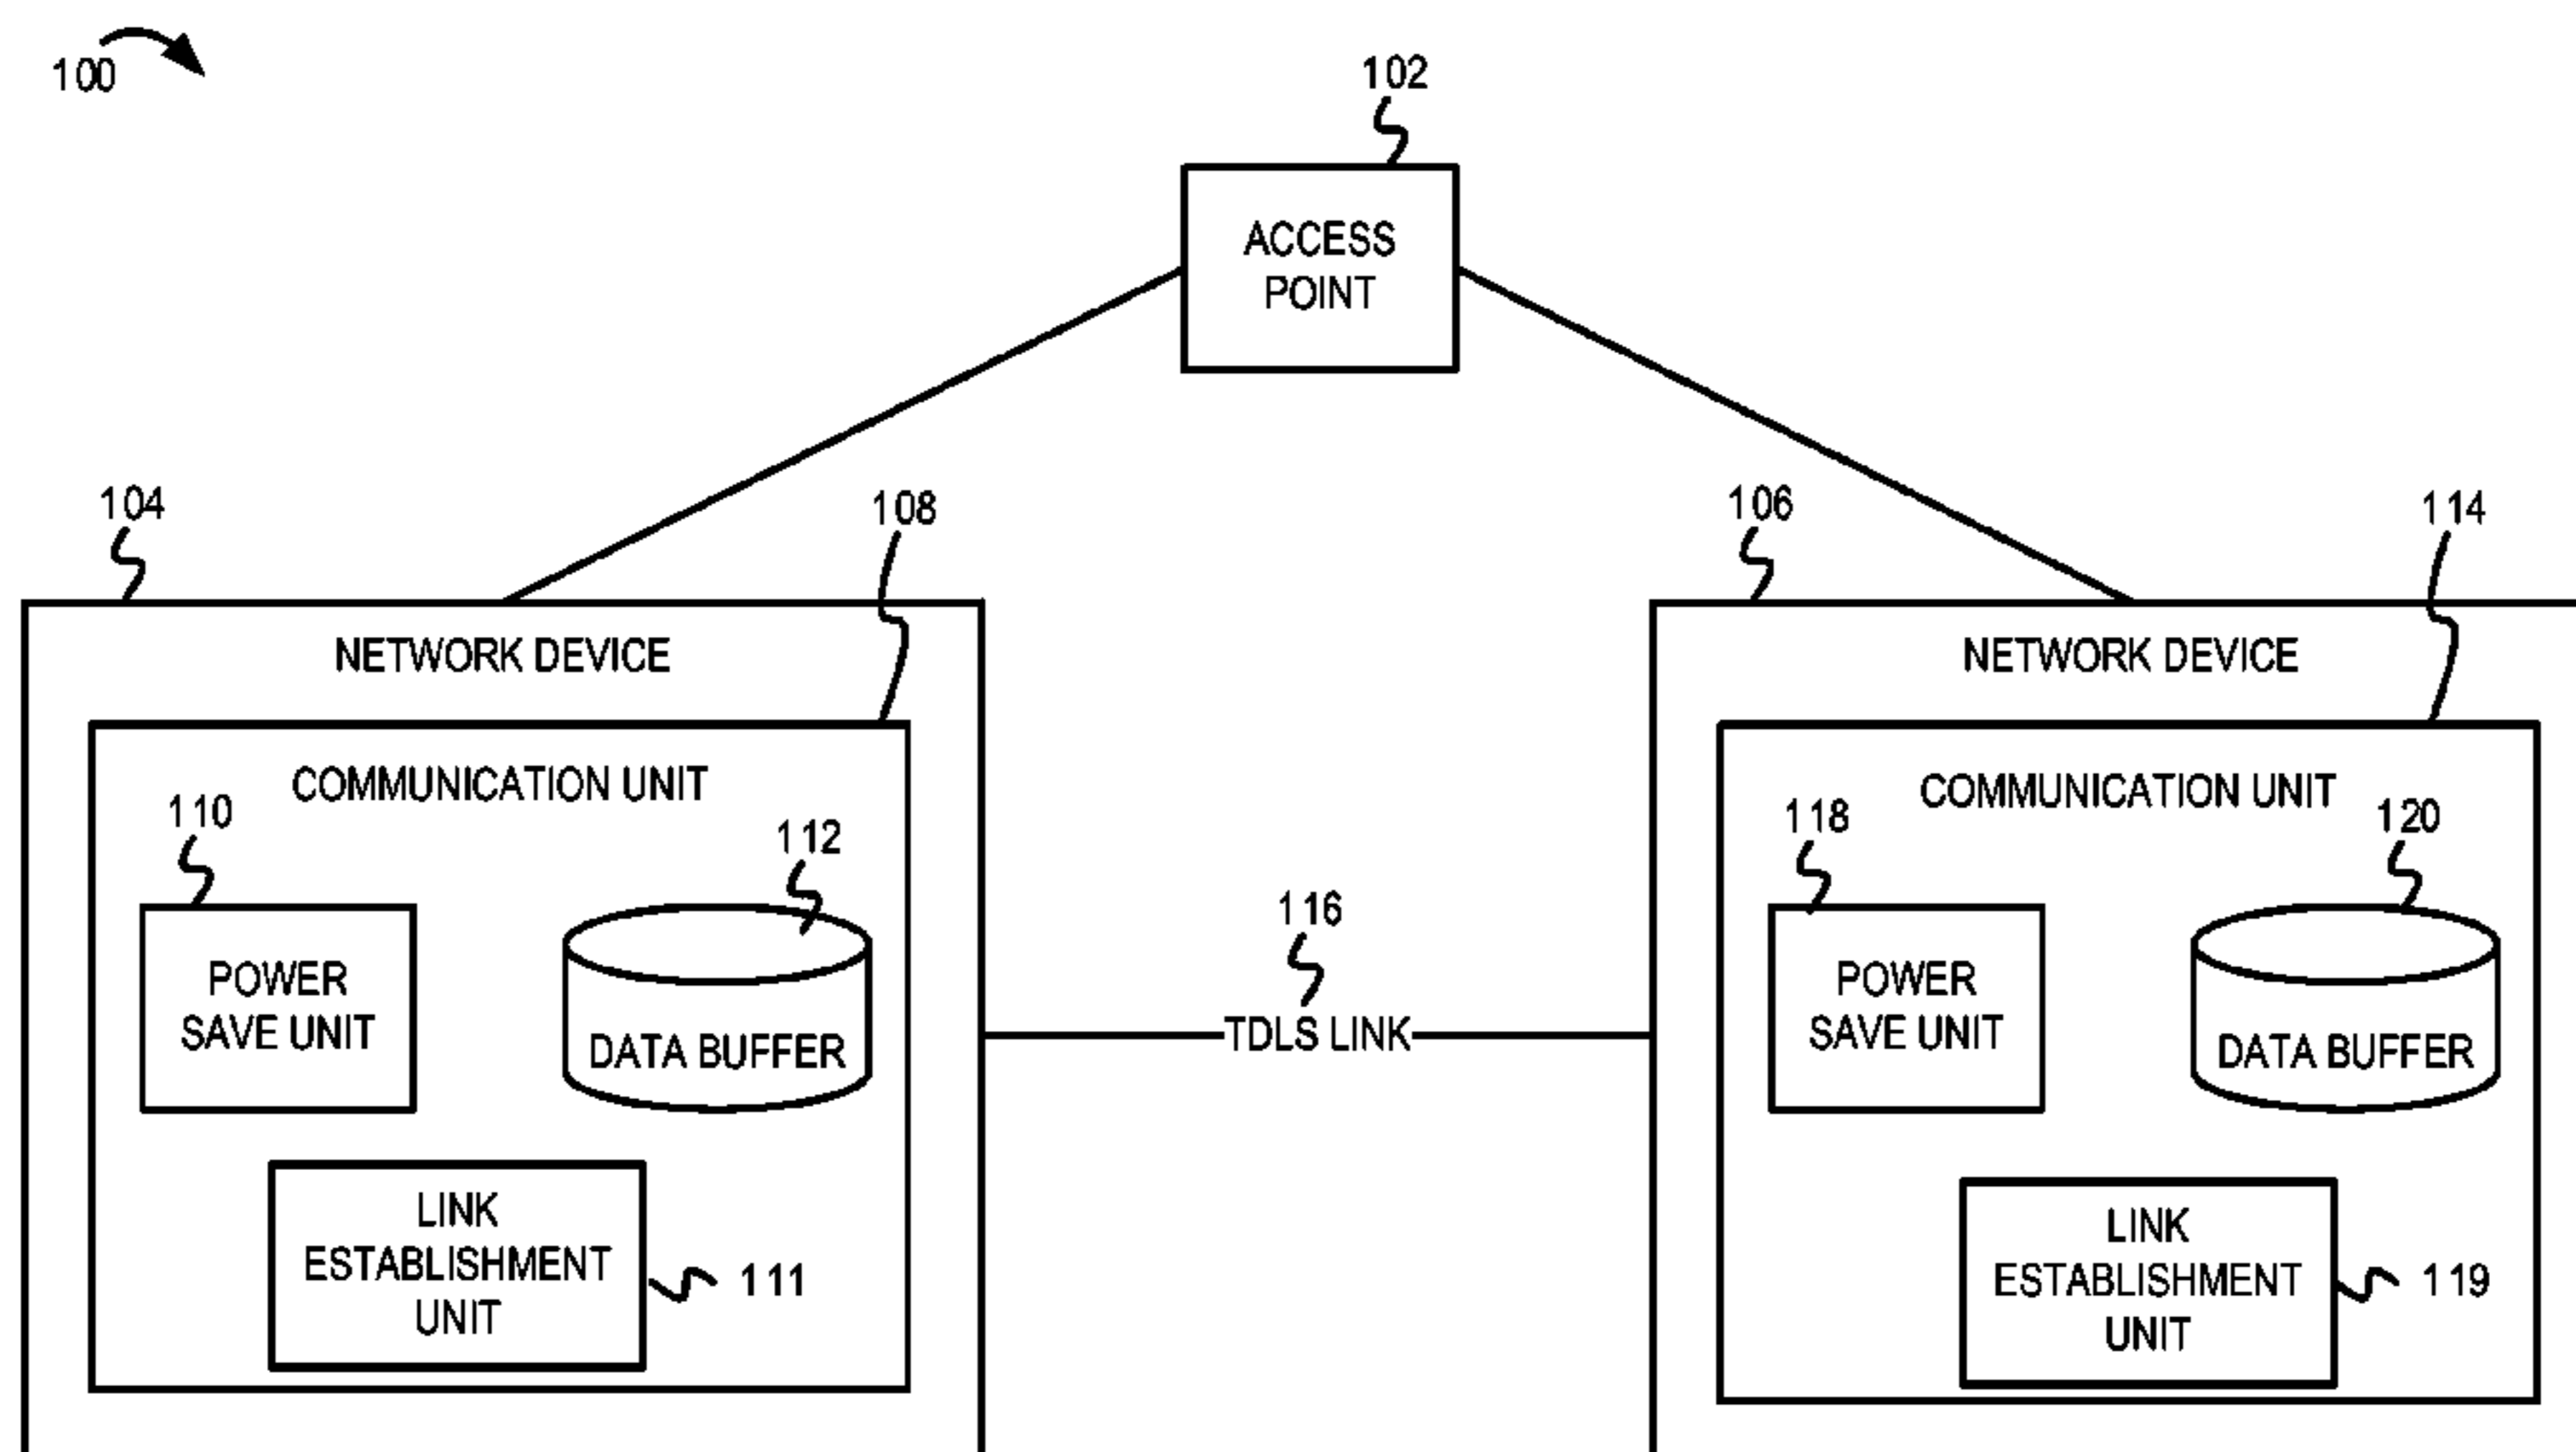 100
102
ACCESS
POINT
104
108
106
114
NETWORK DEVICE
NETWORK DEVICE
COMMUNICATION UNIT
COMMUNICATION UNIT
110
112
118
120
116
POWER
SAVE UNIT
DATA BUFFER
TDLS LINK
POWER
SAVE UNIT
DATA BUFFER
LINK
ESTABLISHMENT
UNIT
111
LINK
ESTABLISHMENT
UNIT
119